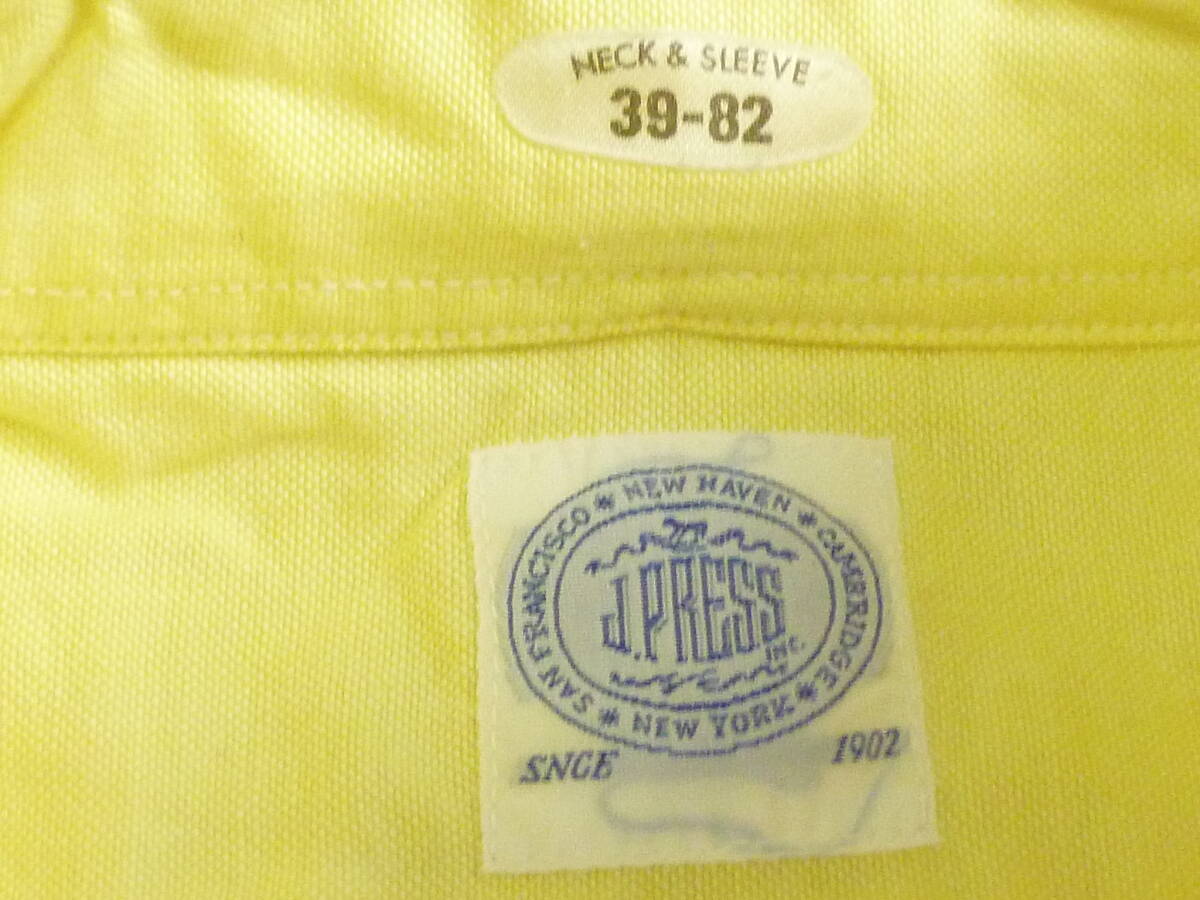 NECK & SLEEVE
39-82
SAN FRANCISCO * NEW HAVEN * CAMBRIDGE * NEW YORK *
J.PRESS
INC.
SNCE 1902